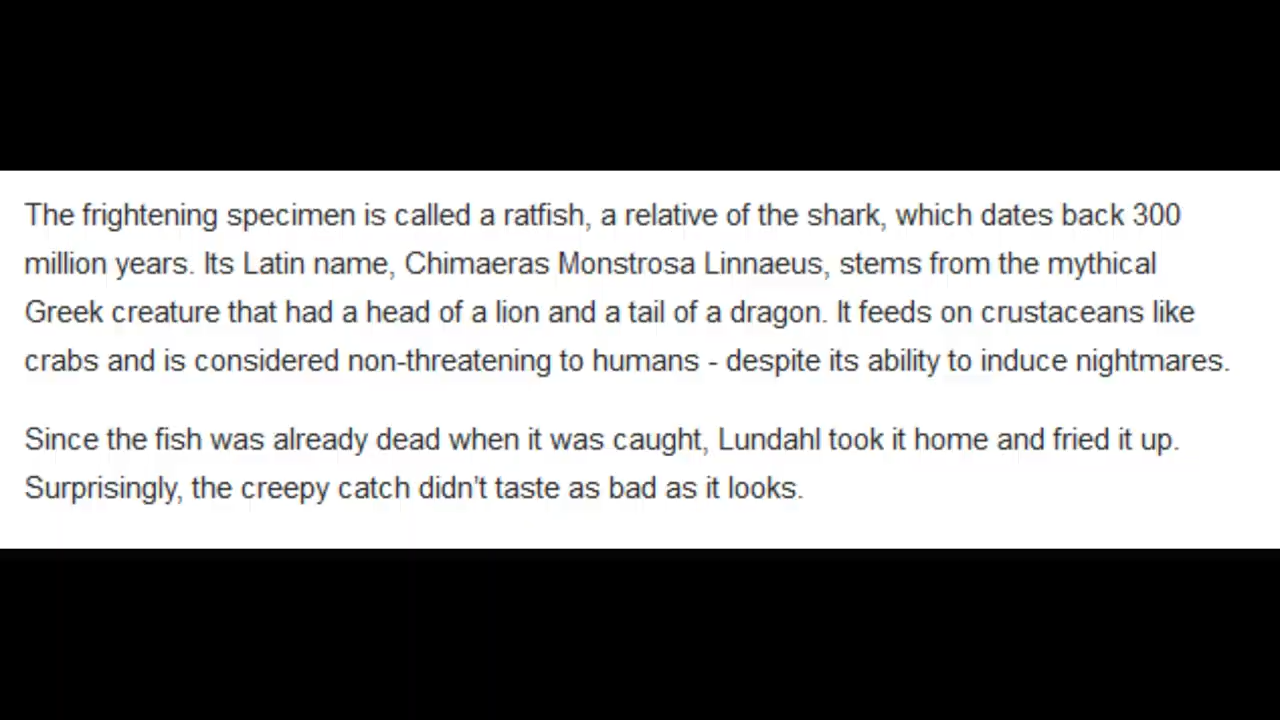 The frightening specimen is called a ratfish, a relative of the shark, which dates back 300
million years. Its Latin name, Chimaeras Monstrosa Linnaeus, stems from the mythical
Greek creature that had a head of a lion and a tail of a dragon. It feeds on crustaceans like
crabs and is considered non-threatening to humans - despite its ability to induce nightmares.
Since the fish was already dead when it was caught, Lundahl took it home and fried it up.
Surprisingly, the creepy catch didn't taste as bad as it looks.